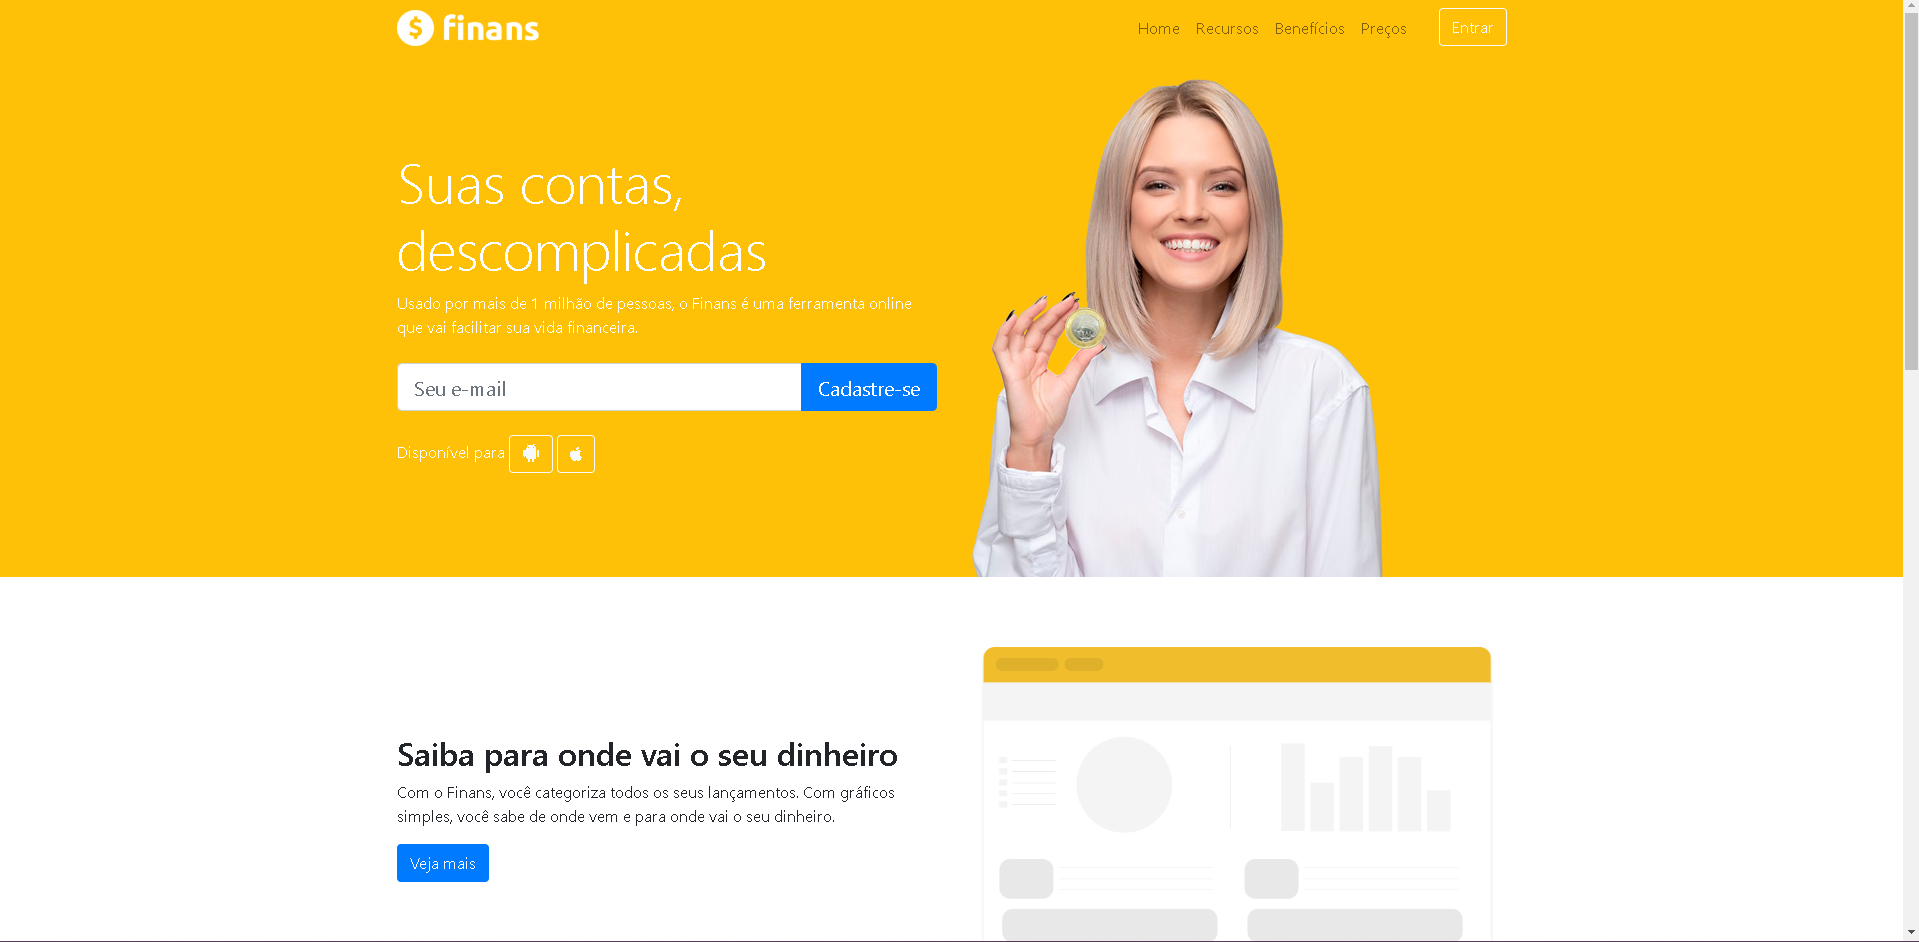 finans
Home Recursos Benefícios Preços Entrar
Suas contas,
descomplicadas
Usado por mais de 1 milhão de pessoas, o Finans é uma ferramenta online
que vai facilitar sua vida financeira.
Seu e-mail Cadastre-se
Disponível para
Saiba para onde vai o seu dinheiro
Com o Finans, você categoriza todos os seus lançamentos. Com gráficos
simples, você sabe de onde vem e para onde vai o seu dinheiro.
Veja mais